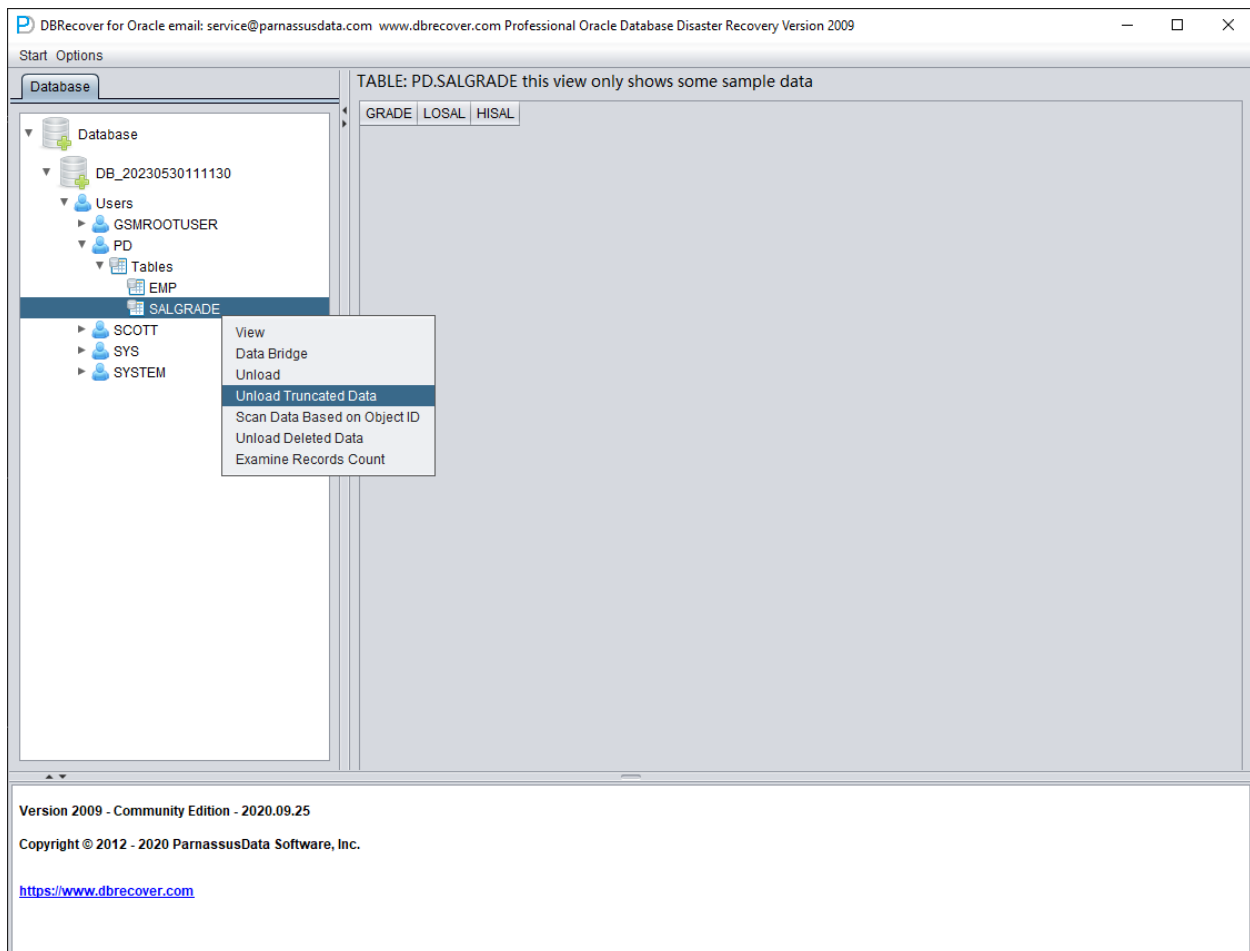 DBRecover for Oracle email: service@parnassusdata.com www.dbrecover.com Professional Oracle Database Disaster Recovery Version 2009
Start Options
Database
TABLE: PD.SALGRADE this view only shows some sample data
GRADE LOSAL HISAL
Database
DB_20230530111130
Users
GSMROOTUSER
PD
Tables
EMP
SALGRADE
SCOTT
SYS
SYSTEM
View
Data Bridge
Unload
Unload Truncated Data
Scan Data Based on Object ID
Unload Deleted Data
Examine Records Count
Version 2009 - Community Edition - 2020.09.25
Copyright © 2012 - 2020 ParnassusData Software, Inc.
https://www.dbrecover.com